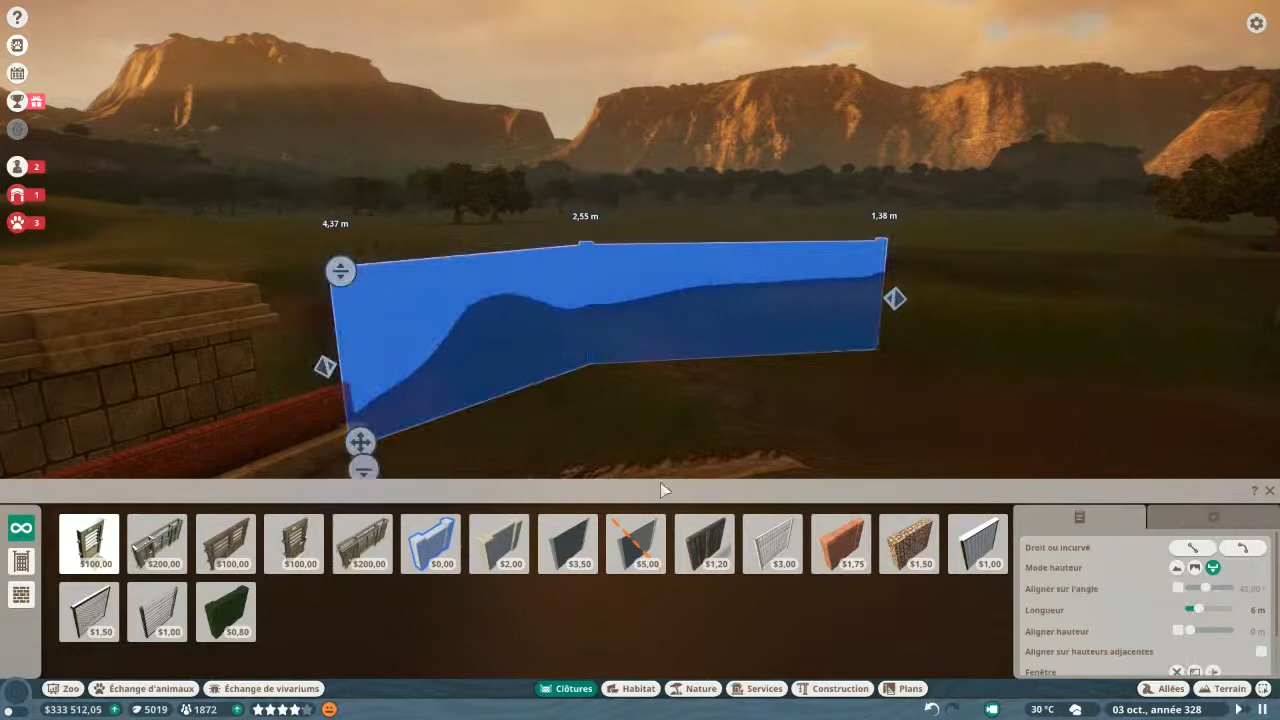 ?
2
1
3
4,37 m
2,55 m
1,38 m
?
$100,00 $200,00 $100,00 $100,00 $200,00 $0,00 $2,00 $3,50 $5,00 $1,20 $3,00 $1,75 $1,50 $1,00
$1,50 $1,00 $0,80
Droit ou incurvé
Mode hauteur
Aligner sur l'angle 45,00 °
Longueur 6 m
Aligner hauteur 0 m
Aligner sur hauteurs adjacentes
Fenêtre
Zoo Échange d'animaux Échange de vivariums Clôtures Habitat Nature Services Construction Plans Allées Terrain
$333 512,05 5019 1872 30 °C 03 oct., année 328